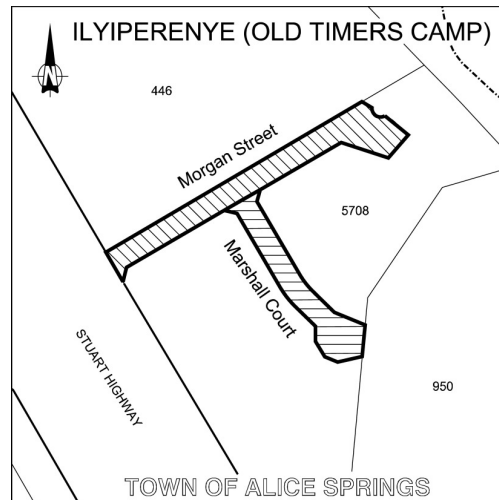 ILYIPERENYE (OLD TIMERS CAMP)
N
446
Morgan Street
5708
Marshall Court
STUART HIGHWAY
950
TOWN OF ALICE SPRINGS